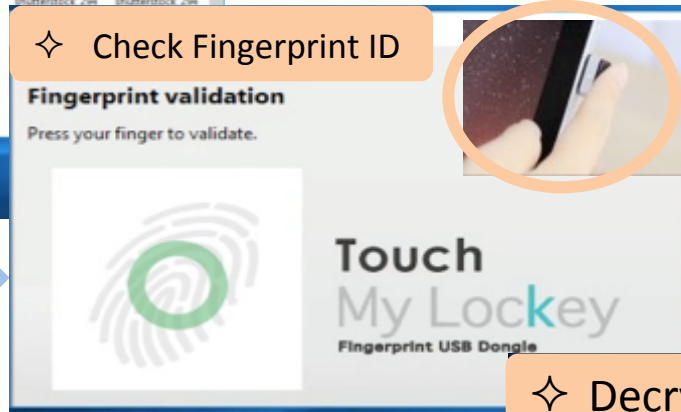 ✧ Check Fingerprint ID
Fingerprint validation
Press your finger to validate.
Touch
My Lockey
Fingerprint USB Dongle
✧